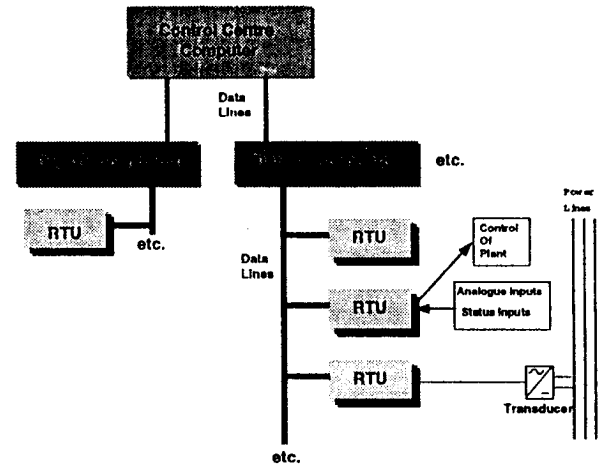 Control Centre
Computer
Data
Lines
etc.
Power
Lines
RTU
etc.
RTU
Control
Of
Plant
Data
Lines
RTU
Analogue Inputs
Status Inputs
RTU
Transducer
etc.